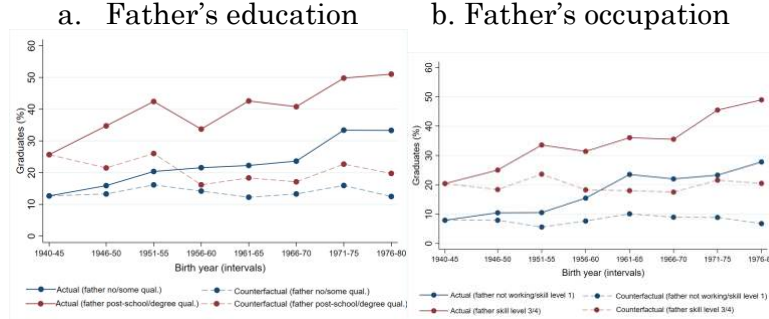 a. Father's education
b. Father's occupation
60
50
40
30
20
10
0
Graduates (%)
1940-45 1946-50 1951-55 1956-60 1961-65 1966-70 1971-75 1976-80
Birth year (intervals)
Actual (father no/some qual.) Counterfactual (father no/some qual.)
Actual (father post-school/degree qual.) Counterfactual (father post-school/degree qual.)
60
50
40
30
20
10
0
Graduates (%)
1940-45 1946-50 1951-55 1956-60 1961-65 1966-70 1971-75 1976-8
Birth year (intervals)
Actual (father not working/skill level 1) Counterfactual (father not working/skill level 1)
Actual (father skill level 3/4) Counterfactual (father skill level 3/4)